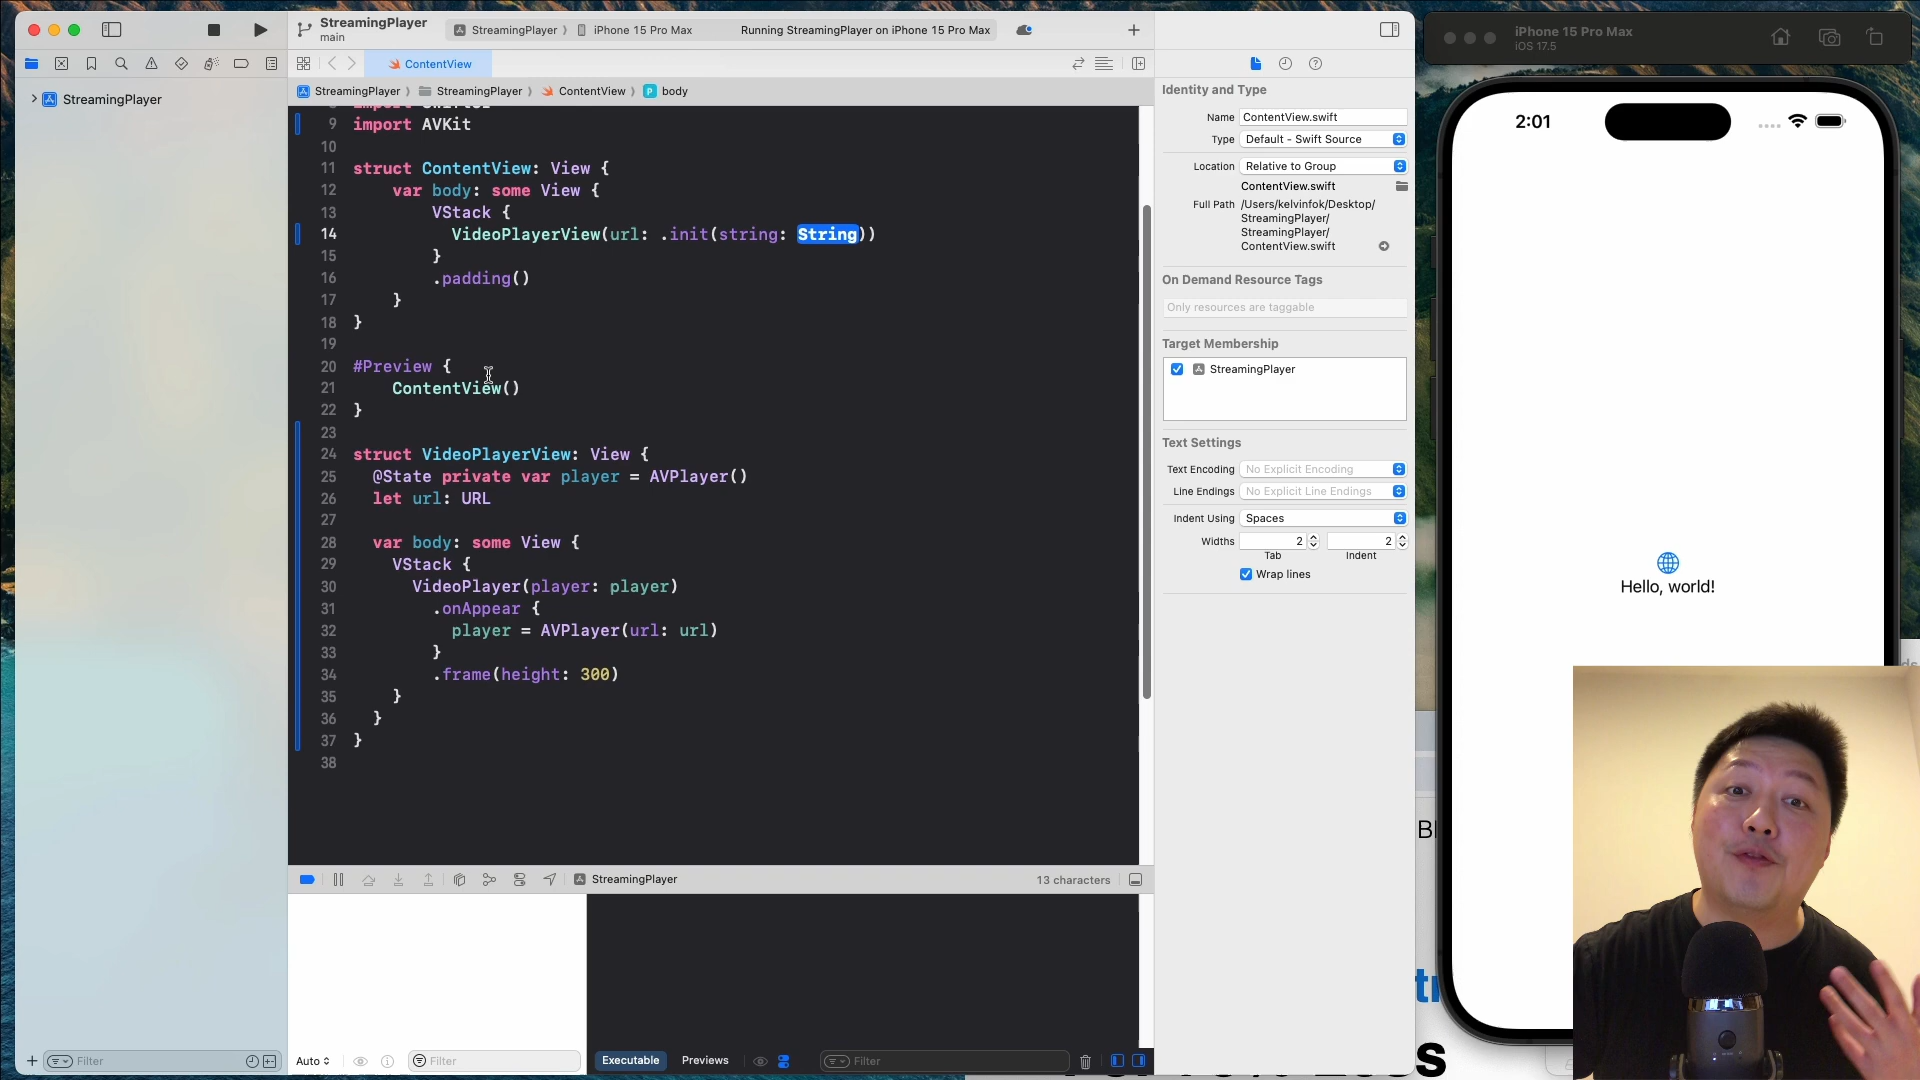 StreamingPlayer
main
StreamingPlayer
iPhone 15 Pro Max
Running StreamingPlayer on iPhone 15 Pro Max
ContentView
StreamingPlayer
StreamingPlayer
StreamingPlayer
ContentView
body
9 import AVKit
10
11 struct ContentView: View {
12 var body: some View {
13 VStack {
14 VideoPlayerView(url: .init(string: String))
15 }
16 .padding()
17 }
18 }
19
20 #Preview {
21 ContentView()
22 }
23
24 struct VideoPlayerView: View {
25 @State private var player = AVPlayer()
26 let url: URL
27
28 var body: some View {
29 VStack {
30 VideoPlayer(player: player)
31 .onAppear {
32 player = AVPlayer(url: url)
33 }
34 .frame(height: 300)
35 }
36 }
37 }
38
StreamingPlayer
13 characters
Filter
Auto
Filter
Executable
Previews
Filter
Identity and Type
Name ContentView.swift
Type Default - Swift Source
Location Relative to Group
ContentView.swift
Full Path /Users/kelvinfok/Desktop/
StreamingPlayer/
StreamingPlayer/
ContentView.swift
On Demand Resource Tags
Only resources are taggable
Target Membership
StreamingPlayer
Text Settings
Text Encoding No Explicit Encoding
Line Endings No Explicit Line Endings
Indent Using Spaces
Widths 2 2
Tab Indent
Wrap lines
iPhone 15 Pro Max
iOS 17.5
2:01
Hello, world!